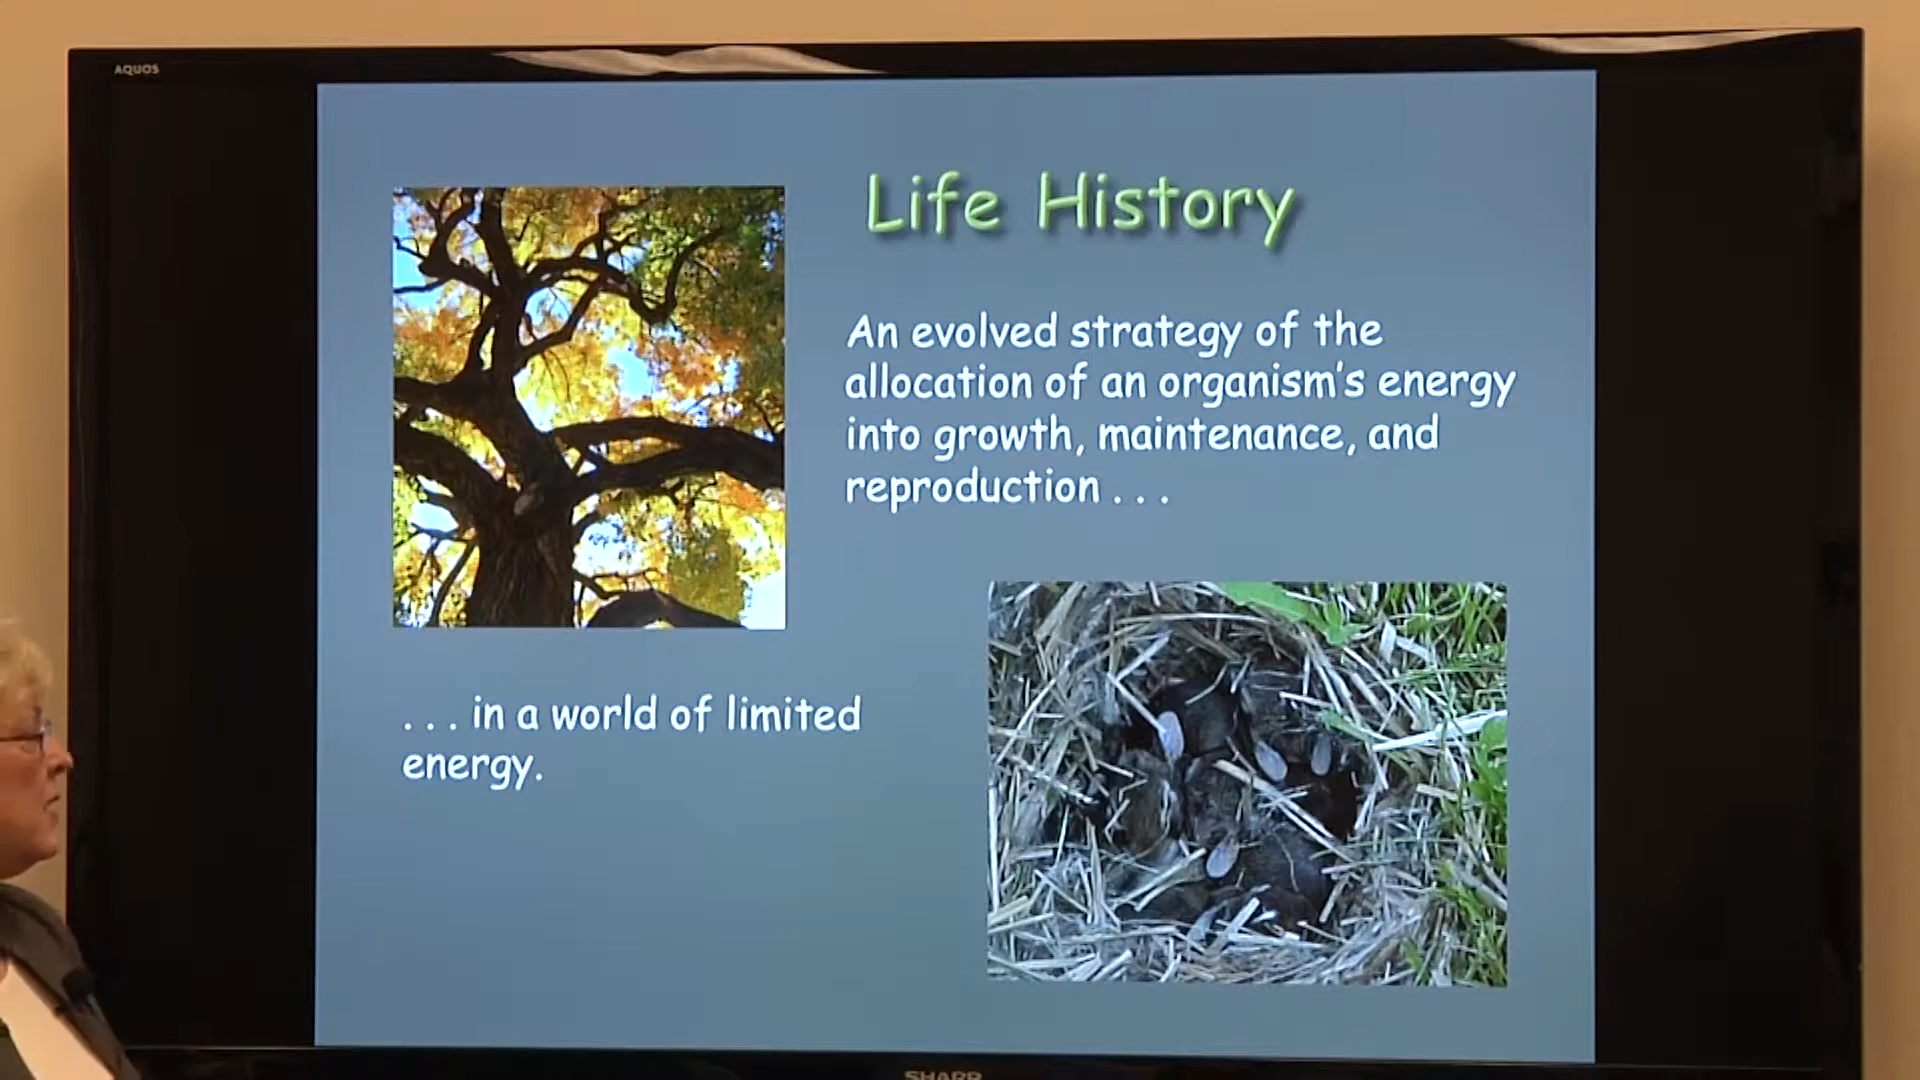 AQUOS
Life History
An evolved strategy of the
allocation of an organism's energy
into growth, maintenance, and
reproduction . . .
. . . in a world of limited
energy.
SHARP